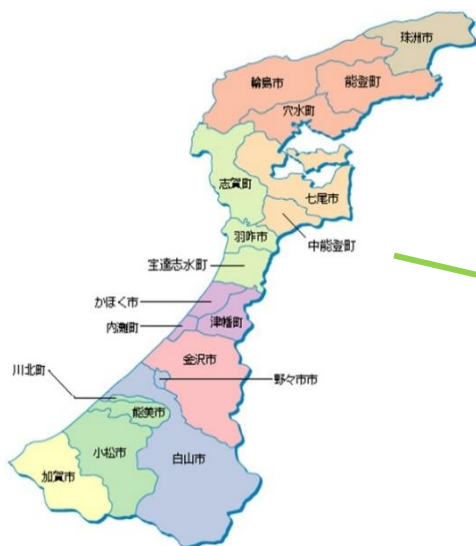 珠洲市
輪島市
能登町
穴水町
志賀町
七尾市
羽咋市
中能登町
宝達志水町
かほく市
内灘町
津幡町
金沢市
川北町
野々市市
能美市
小松市
白山市
加賀市